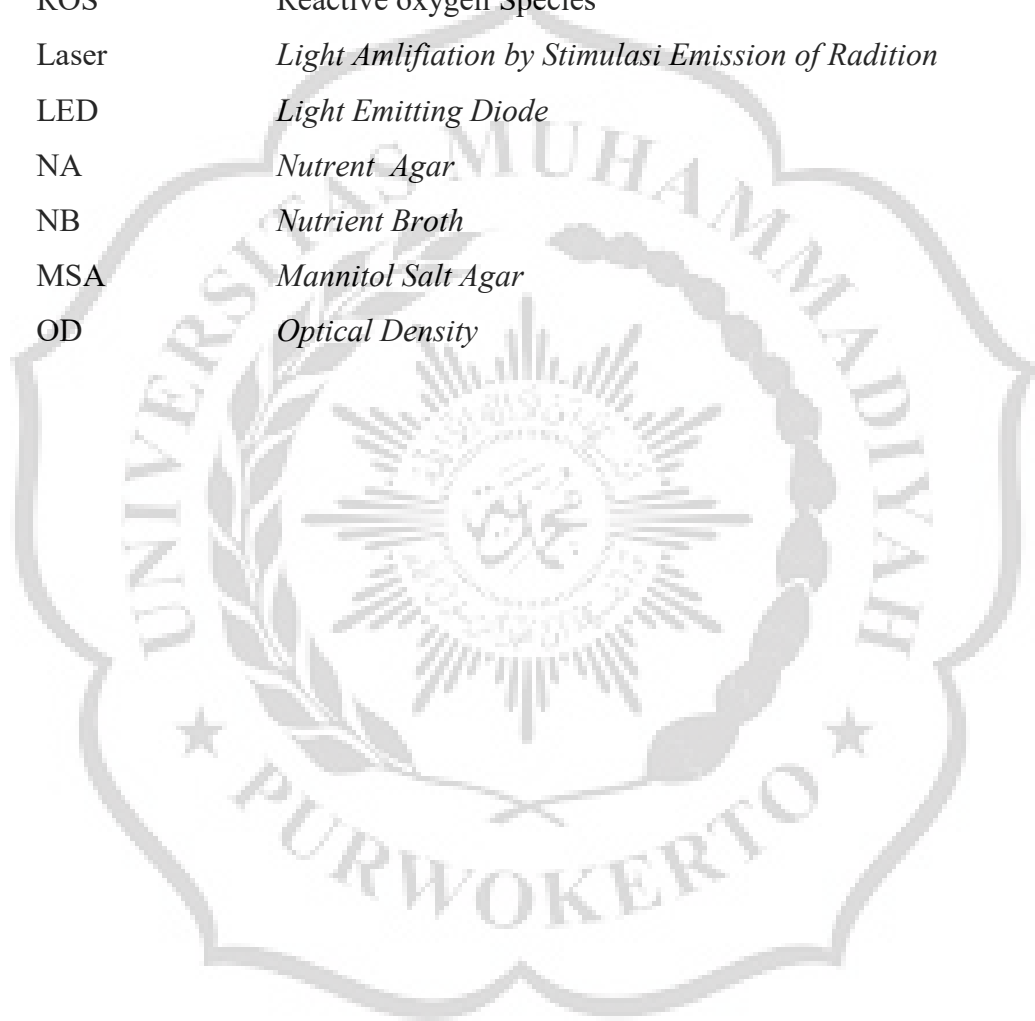 ROS Reactive oxygen Species
Laser Light Amlifiation by Stimulasi Emission of Radition
LED Light Emitting Diode
NA Nutrent Agar
NB Nutrient Broth
MSA Mannitol Salt Agar
OD Optical Density
UNIVERSITAS MUHAMMADIYAH
PURWOKERTO